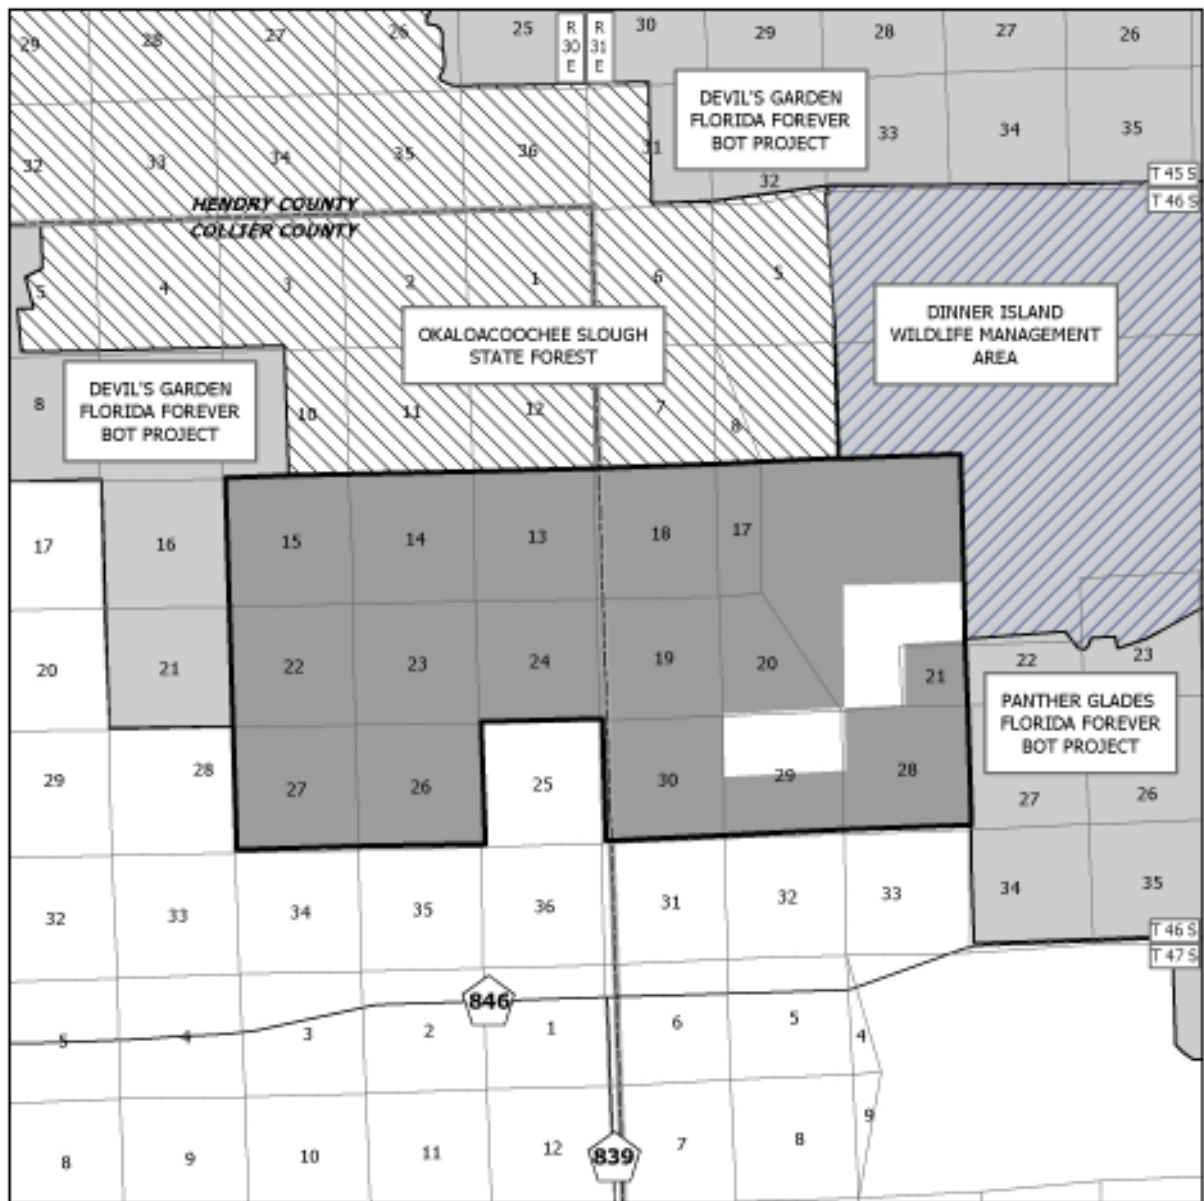 29 28 27 26 25 R 30 E R 31 E 30 29 28 27 26
DEVIL'S GARDEN
FLORIDA FOREVER
BOT PROJECT
32 33 34 35 36 31 32 33 34 35
T 45 S
T 46 S
HENDRY COUNTY
COLLIER COUNTY
5 4 3 2 1 6 5
OKALOACOOCHEE SLOUGH
STATE FOREST
DINNER ISLAND
WILDLIFE MANAGEMENT
AREA
DEVIL'S GARDEN
FLORIDA FOREVER
BOT PROJECT
8 10 11 12 7 8
17 16 15 14 13 18 17
20 21 22 23 24 19 20 21 22 23
PANTHER GLADES
FLORIDA FOREVER
BOT PROJECT
29 28 27 26 25 30 29 28 27 26
32 33 34 35 36 31 32 33 34 35
T 46 S
T 47 S
846
5 4 3 2 1 6 5 4
8 9 10 11 12 7 8 9
839